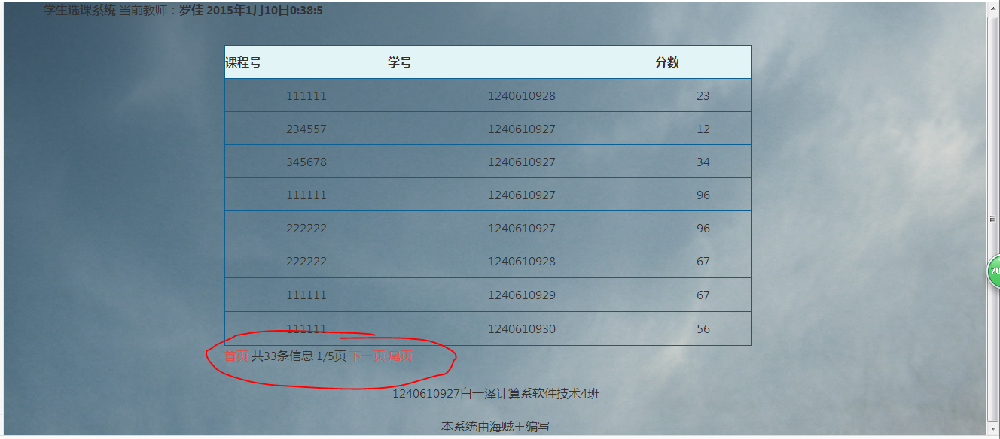 学生选课系统 当前教师：罗佳 2015年1月10日0:38:5
课程号 学号 分数
111111 1240610928 23
234557 1240610927 12
345678 1240610927 34
111111 1240610927 96
222222 1240610927 96
222222 1240610928 67
111111 1240610929 67
111111 1240610930 56
首页 共33条信息 1/5页 下一页 尾页
1240610927白一泽计算系软件技术4班
本系统由海贼王编写
70